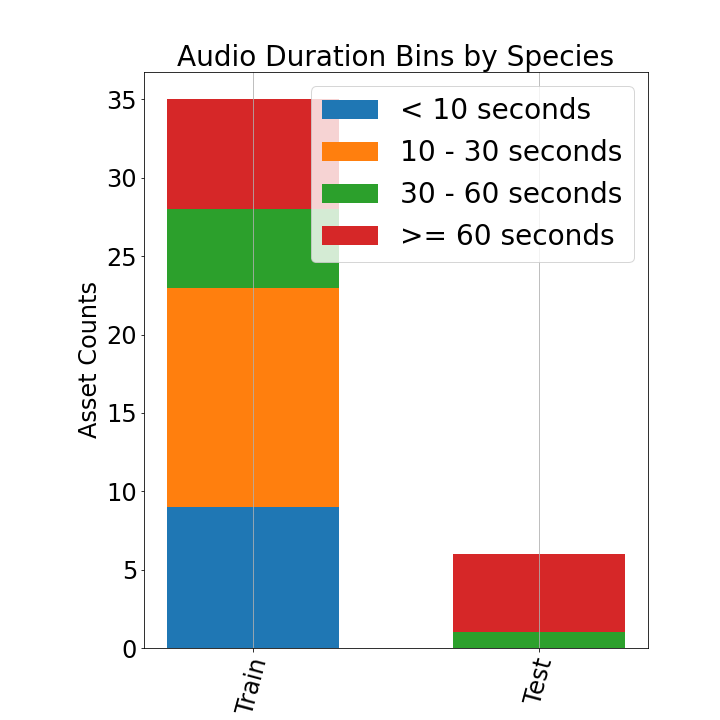 Audio Duration Bins by Species
35
30
25
20
15
10
5
0
Asset Counts
< 10 seconds
10 - 30 seconds
30 - 60 seconds
>= 60 seconds
Train
Test